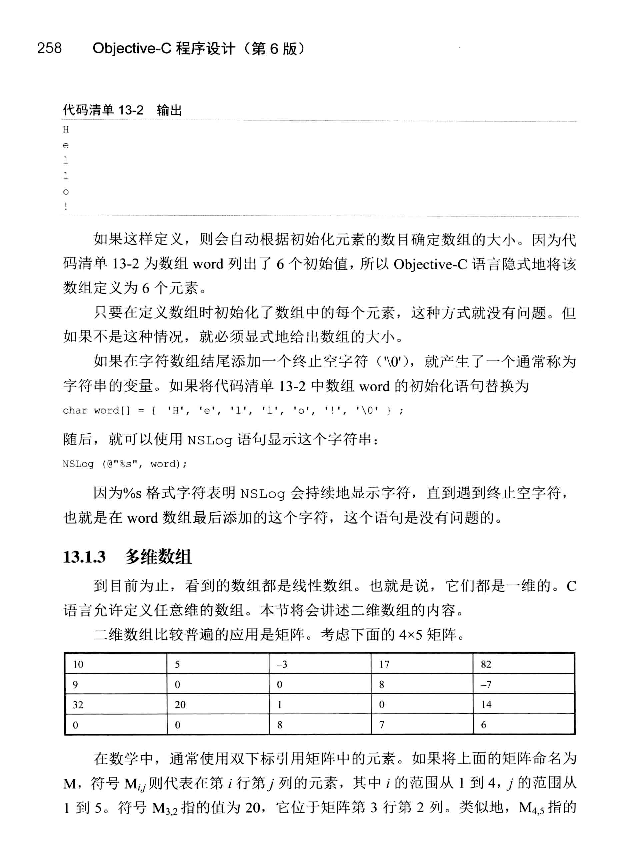 258 Objective-C 程序设计（第 6 版）
代码清单 13-2 输出
H
e
l
l
o
!
如果这样定义，则会自动根据初始化元素的数目确定数组的大小。因为代
码清单 13-2 为数组 word 列出了 6 个初始值，所以 Objective-C 语言隐式地将该
数组定义为 6 个元素。
只要在定义数组时初始化了数组中的每个元素，这种方式就没有问题。但
如果不是这种情况，就必须显式地给出数组的大小。
如果在字符数组结尾添加一个终止空字符（'\0'），就产生了一个通常称为
字符串的变量。如果将代码清单 13-2 中数组 word 的初始化语句替换为
char word[] = { 'H', 'e', 'l', 'l', 'o', '!', '\0' } ;
随后，就可以使用 NSLog 语句显示这个字符串：
NSLog (@"%s", word);
因为%s 格式字符表明 NSLog 会持续地显示字符，直到遇到终止空字符，
也就是在 word 数组最后添加的这个字符，这个语句是没有问题的。
13.1.3 多维数组
到目前为止，看到的数组都是线性数组。也就是说，它们都是一维的。C
语言允许定义任意维的数组。本节将会讲述二维数组的内容。
二维数组比较普遍的应用是矩阵。考虑下面的 4×5 矩阵。
10 5 −3 17 82
9 0 0 8 −7
32 20 1 0 14
0 0 8 7 6
在数学中，通常使用双下标引用矩阵中的元素。如果将上面的矩阵命名为
M，符号 Mi,j 则代表在第 i 行第 j 列的元素，其中 i 的范围从 1 到 4，j 的范围从
1 到 5。符号 M3,2 指的值为 20，它位于矩阵第 3 行第 2 列。类似地，M4,5 指的